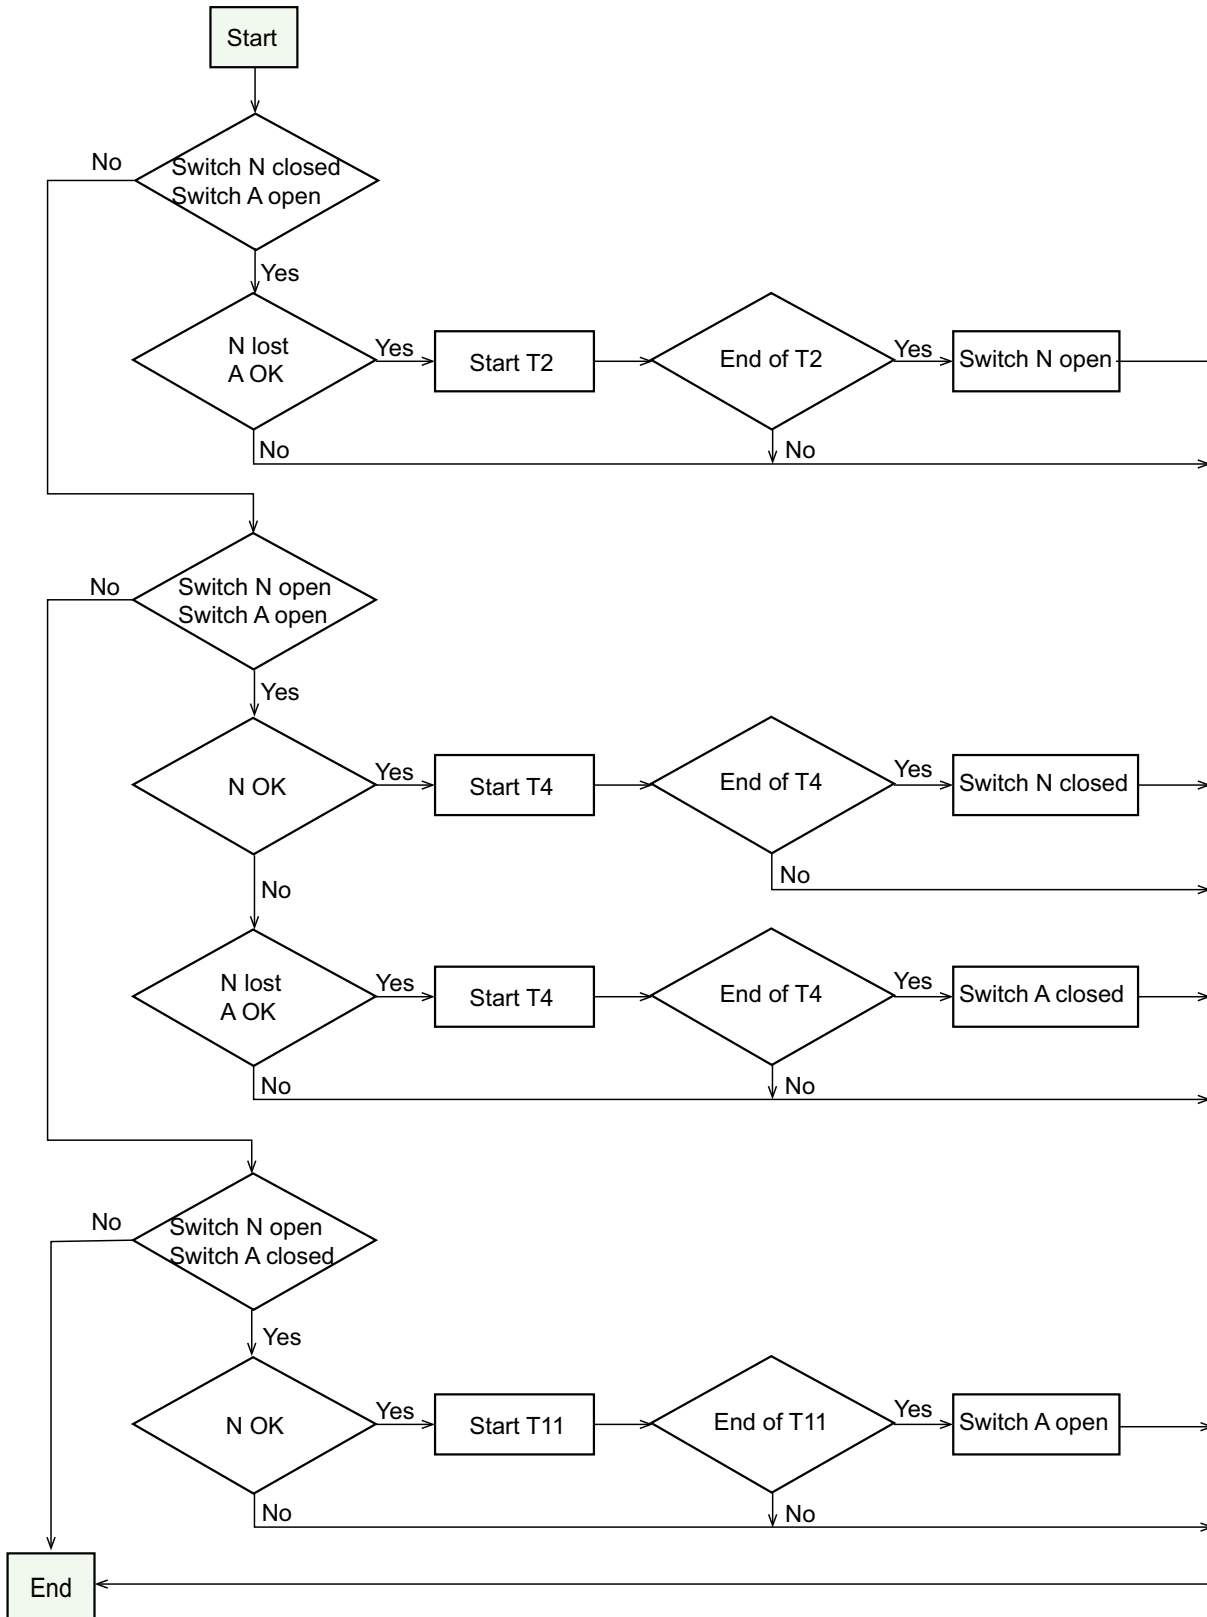 Start
No
Switch N closed
Switch A open
Yes
N lost
A OK
Yes
Start T2
End of T2
Yes
Switch N open
No
No
No
Switch N open
Switch A open
Yes
N OK
Yes
Start T4
End of T4
Yes
Switch N closed
No
No
N lost
A OK
Yes
Start T4
End of T4
Yes
Switch A closed
No
No
No
Switch N open
Switch A closed
Yes
N OK
Yes
Start T11
End of T11
Yes
Switch A open
No
No
End